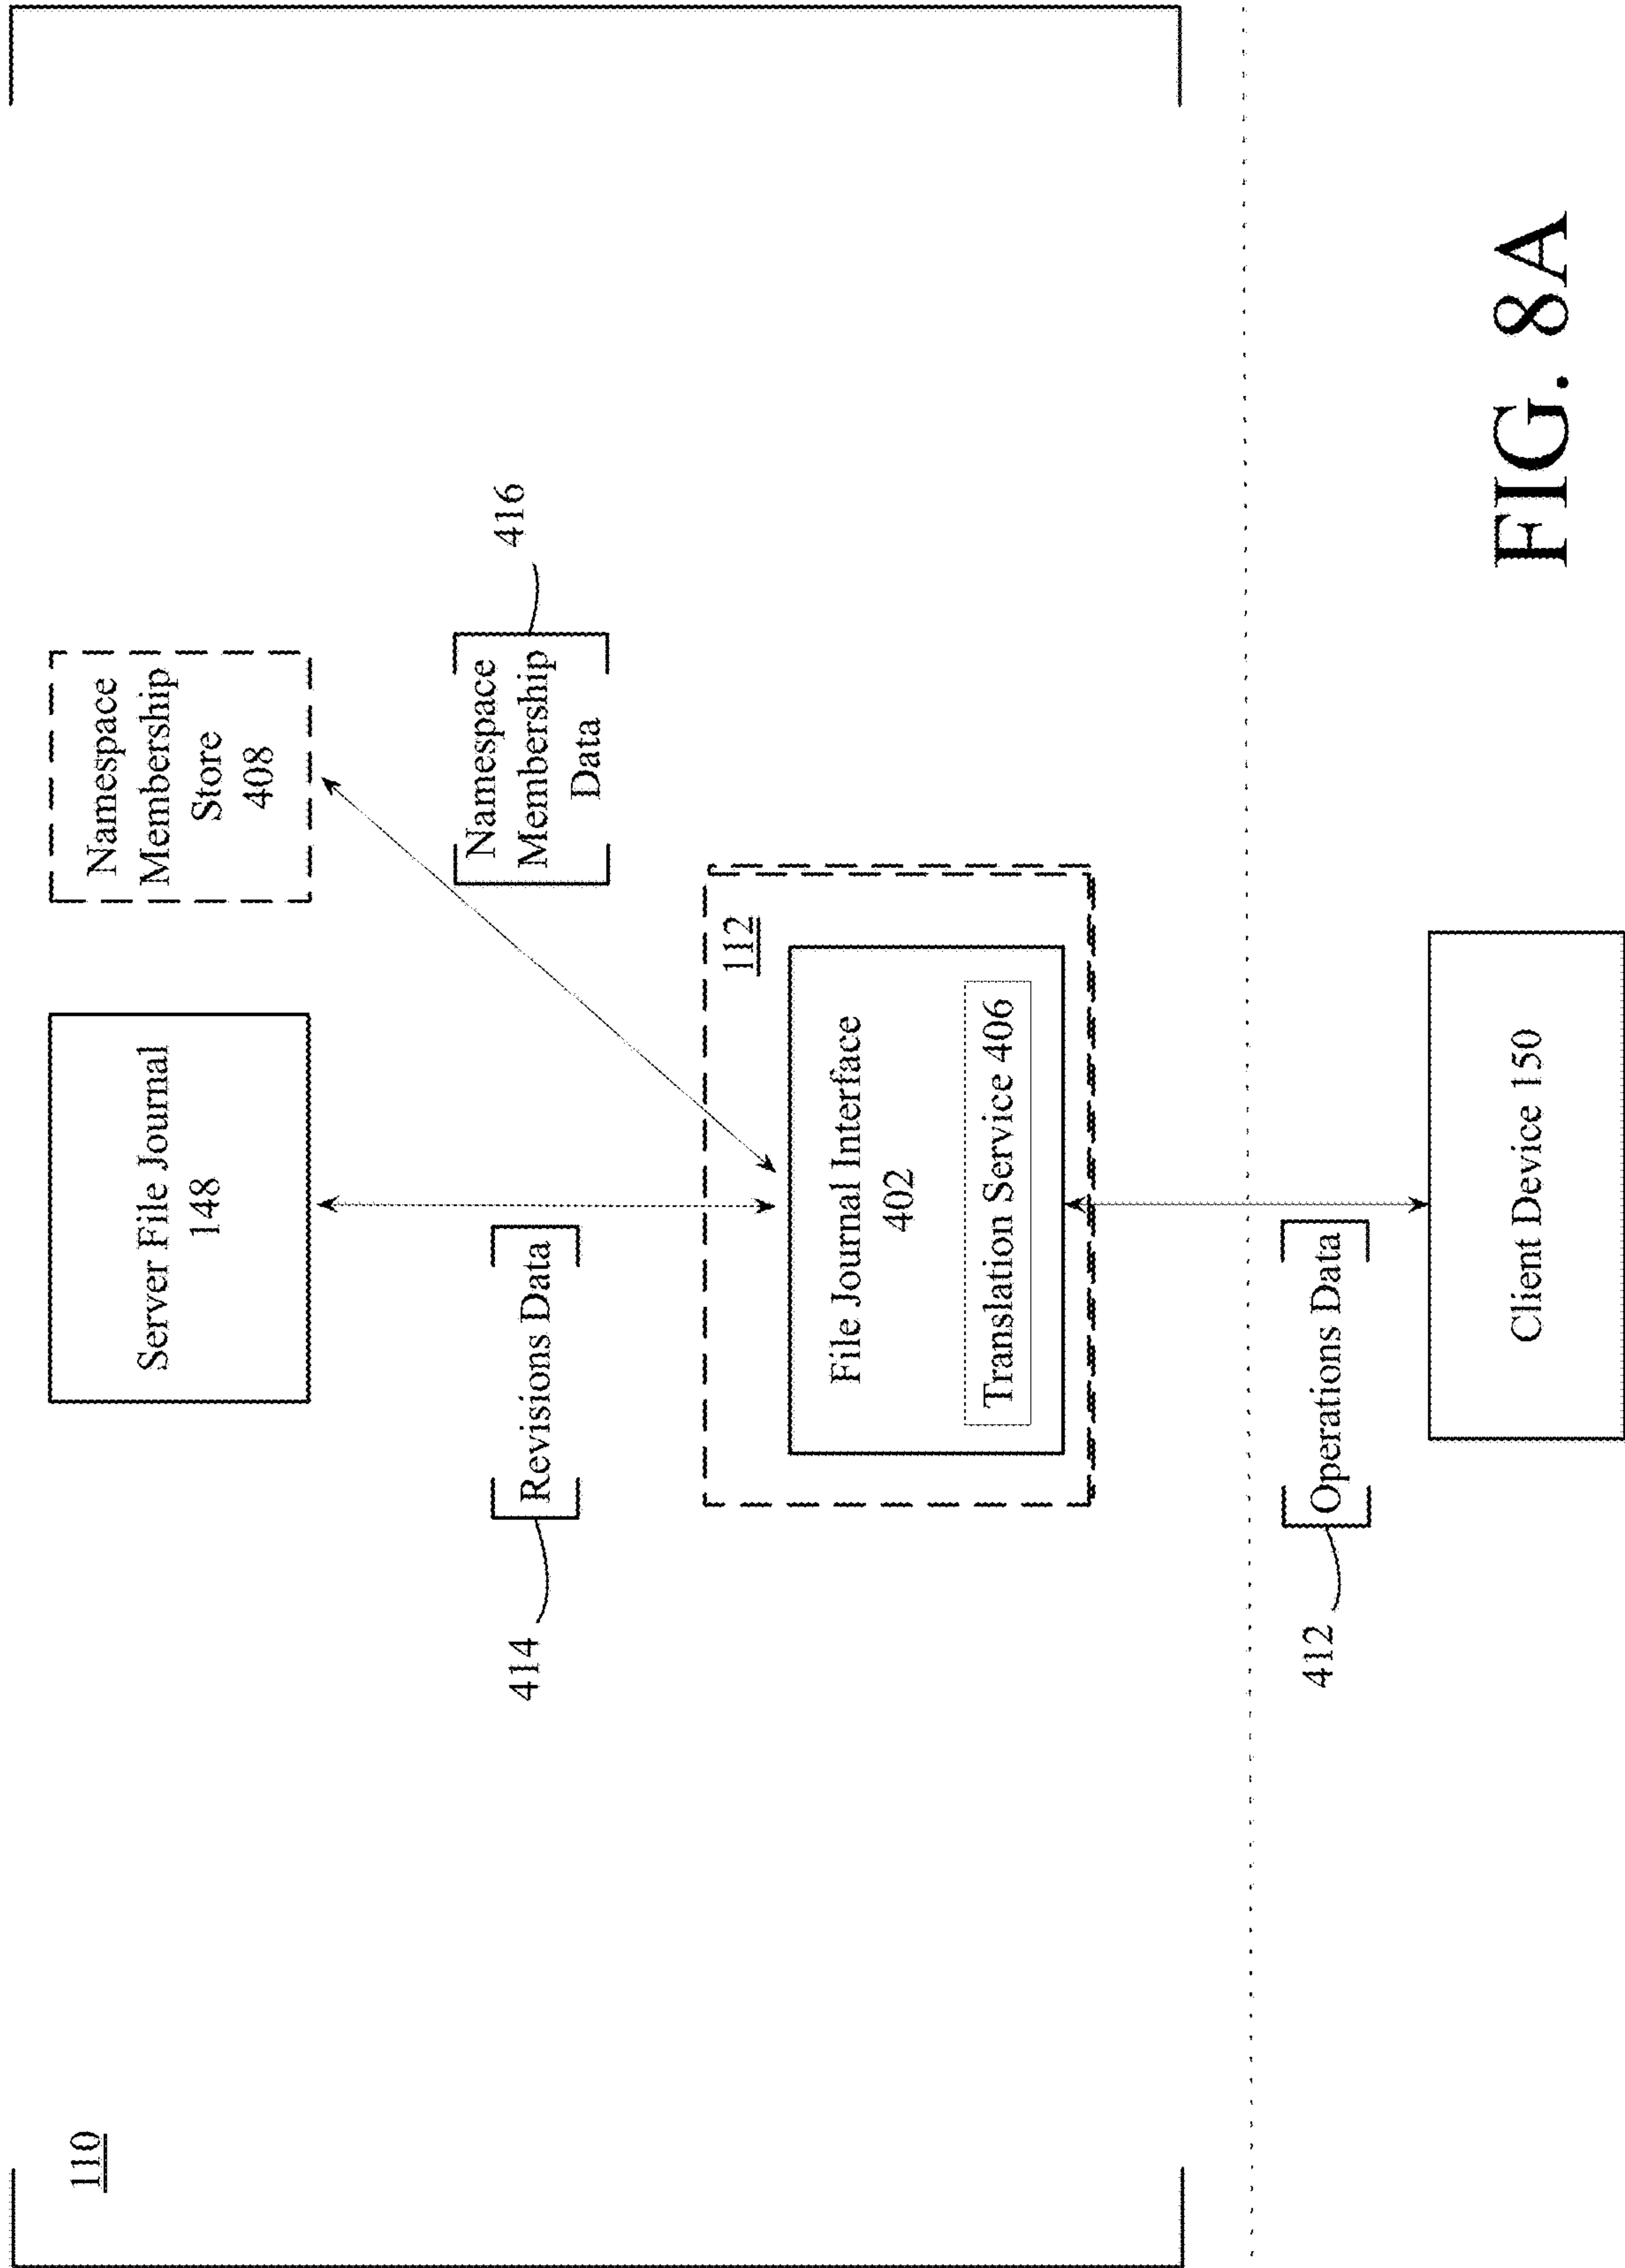 110
Server File Journal
148
Namespace
Membership
Store
408
414
Revisions Data
Namespace
Membership
Data
416
112
File Journal Interface
402
Translation Service 406
412
Operations Data
Client Device 150
FIG. 8A